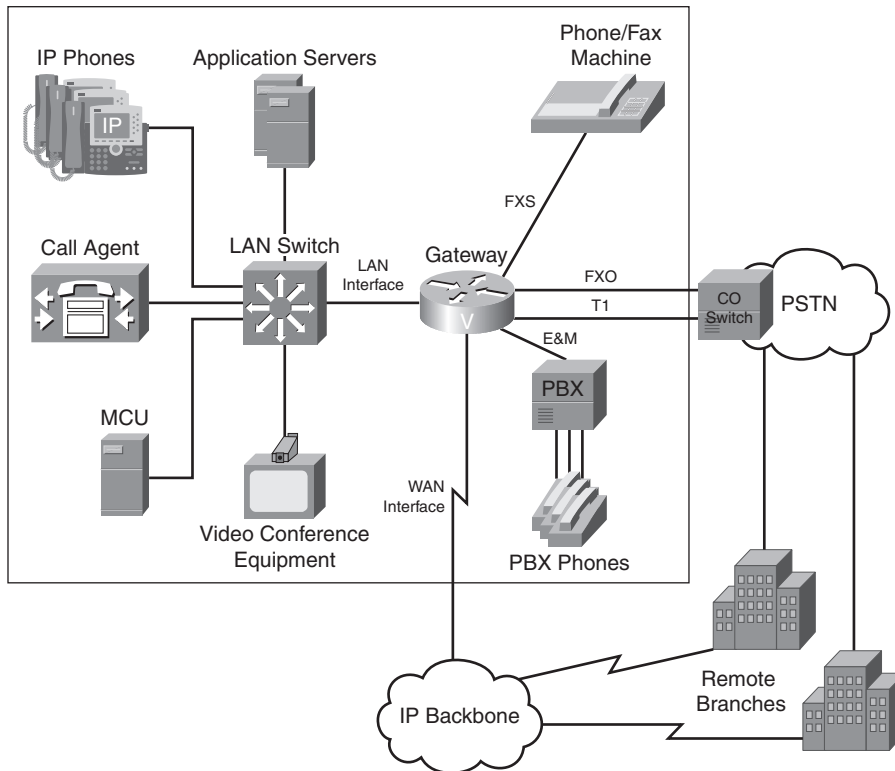 Phone/Fax
Machine
IP Phones
Application Servers
IP
FXS
Call Agent
LAN Switch
Gateway
LAN
Interface
FXO
T1
CO
Switch
PSTN
V
E&M
PBX
MCU
WAN
Interface
Video Conference
Equipment
PBX Phones
Remote
Branches
IP Backbone